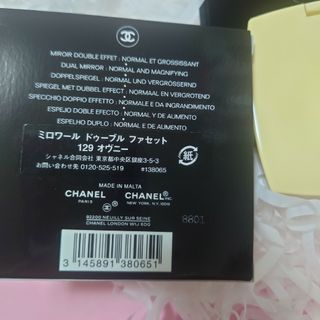 MIROIR DOUBLE EFFET : NORMAL ET GROSSISSANT
DUAL MIRROR : NORMAL AND MAGNIFYING
DOPPELSPIEGEL : NORMAL UND VERGRÖSSERND
SPIEGEL MET DUBBEL EFFECT : NORMAAL EN VERGROTEND
SPECCHIO DOPPIO EFFETTO : NORMALE E DA INGRANDIMENTO
ESPEJO DOBLE EFECTO : NORMAL Y DE AUMENTO
ESPELHO DUPLO : NORMAL E DE AUMENTO
ミロワール ドゥーブル ファセット
129 オヴニー
シャネル合同会社 東京都中央区銀座3-5-3
お問い合わせ先 0120-525-519 #138065
紙
MADE IN MALTA
CHANEL CHANEL INC.
PARIS NEW YORK, N.Y. 10019
92200 NEUILLY SUR SEINE
CHANEL LONDON W1J 6DG
8801
3 145891 380651